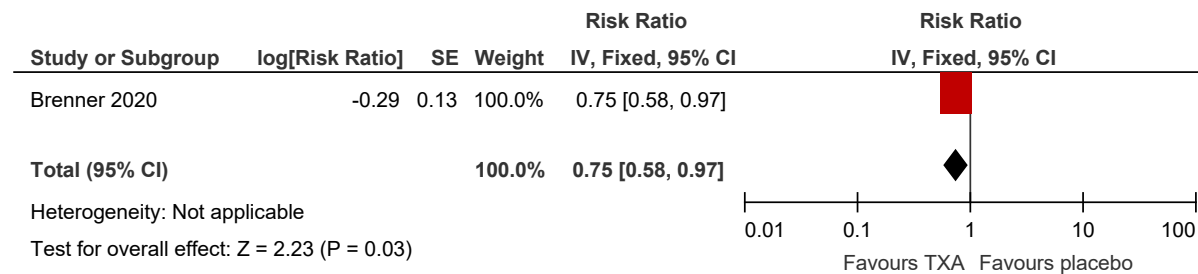 Risk Ratio Risk Ratio
Study or Subgroup log[Risk Ratio] SE Weight IV, Fixed, 95% CI IV, Fixed, 95% CI
Brenner 2020 -0.29 0.13 100.0% 0.75 [0.58, 0.97]
Total (95% CI) 100.0% 0.75 [0.58, 0.97]
Heterogeneity: Not applicable
Test for overall effect: Z = 2.23 (P = 0.03)
0.01 0.1 1 10 100
Favours TXA Favours placebo